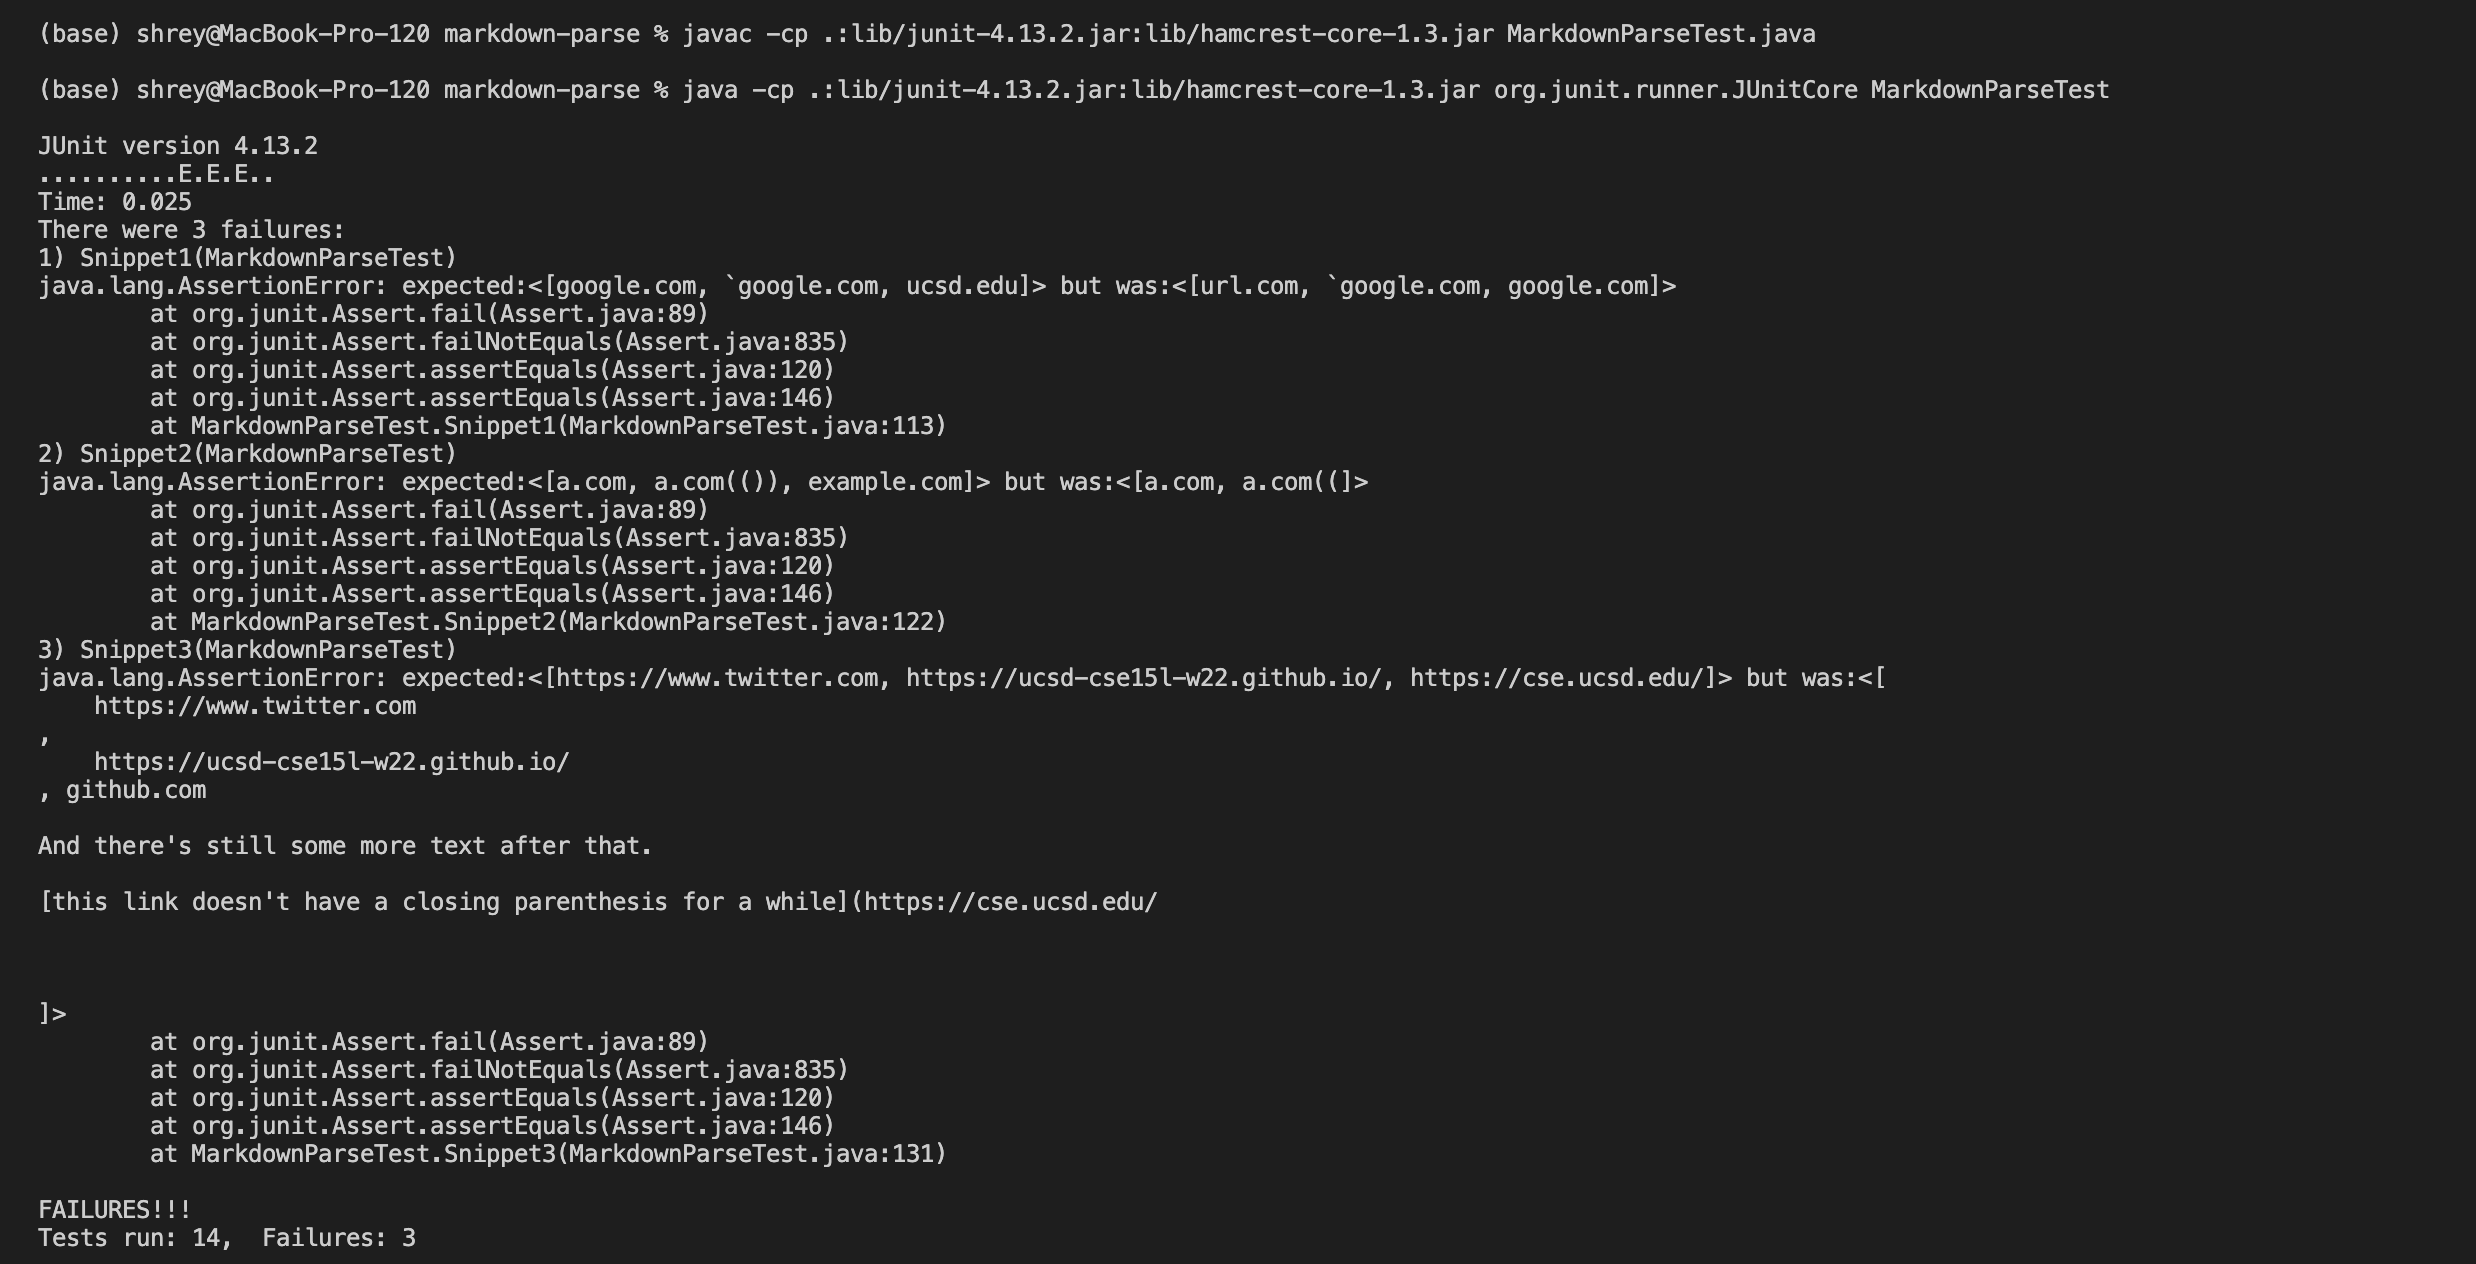 (base) shrey@MacBook-Pro-120 markdown-parse % javac -cp .:lib/junit-4.13.2.jar:lib/hamcrest-core-1.3.jar MarkdownParseTest.java
(base) shrey@MacBook-Pro-120 markdown-parse % java -cp .:lib/junit-4.13.2.jar:lib/hamcrest-core-1.3.jar org.junit.runner.JUnitCore MarkdownParseTest
JUnit version 4.13.2
..........E.E.E..
Time: 0.025
There were 3 failures:
1) Snippet1(MarkdownParseTest)
java.lang.AssertionError: expected:<[google.com, `google.com, ucsd.edu]> but was:<[url.com, `google.com, google.com]>
        at org.junit.Assert.fail(Assert.java:89)
        at org.junit.Assert.failNotEquals(Assert.java:835)
        at org.junit.Assert.assertEquals(Assert.java:120)
        at org.junit.Assert.assertEquals(Assert.java:146)
        at MarkdownParseTest.Snippet1(MarkdownParseTest.java:113)
2) Snippet2(MarkdownParseTest)
java.lang.AssertionError: expected:<[a.com, a.com(()), example.com]> but was:<[a.com, a.com((]>
        at org.junit.Assert.fail(Assert.java:89)
        at org.junit.Assert.failNotEquals(Assert.java:835)
        at org.junit.Assert.assertEquals(Assert.java:120)
        at org.junit.Assert.assertEquals(Assert.java:146)
        at MarkdownParseTest.Snippet2(MarkdownParseTest.java:122)
3) Snippet3(MarkdownParseTest)
java.lang.AssertionError: expected:<[https://www.twitter.com, https://ucsd-cse15l-w22.github.io/, https://cse.ucsd.edu/]> but was:<[
    https://www.twitter.com
,
    https://ucsd-cse15l-w22.github.io/
, github.com
And there's still some more text after that.
[this link doesn't have a closing parenthesis for a while](https://cse.ucsd.edu/
]>
        at org.junit.Assert.fail(Assert.java:89)
        at org.junit.Assert.failNotEquals(Assert.java:835)
        at org.junit.Assert.assertEquals(Assert.java:120)
        at org.junit.Assert.assertEquals(Assert.java:146)
        at MarkdownParseTest.Snippet3(MarkdownParseTest.java:131)
FAILURES!!!
Tests run: 14,  Failures: 3